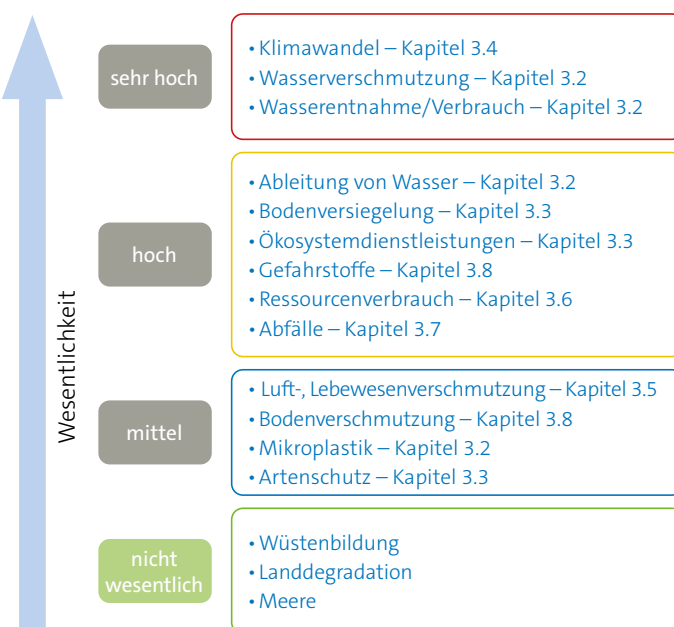 Wesentlichkeit
sehr hoch
• Klimawandel – Kapitel 3.4
• Wasserverschmutzung – Kapitel 3.2
• Wasserentnahme/Verbrauch – Kapitel 3.2
hoch
• Ableitung von Wasser – Kapitel 3.2
• Bodenversiegelung – Kapitel 3.3
• Ökosystemdienstleistungen – Kapitel 3.3
• Gefahrstoffe – Kapitel 3.8
• Ressourcenverbrauch – Kapitel 3.6
• Abfälle – Kapitel 3.7
mittel
• Luft-, Lebewesenverschmutzung – Kapitel 3.5
• Bodenverschmutzung – Kapitel 3.8
• Mikroplastik – Kapitel 3.2
• Artenschutz – Kapitel 3.3
nicht
wesentlich
• Wüstenbildung
• Landdegradation
• Meere